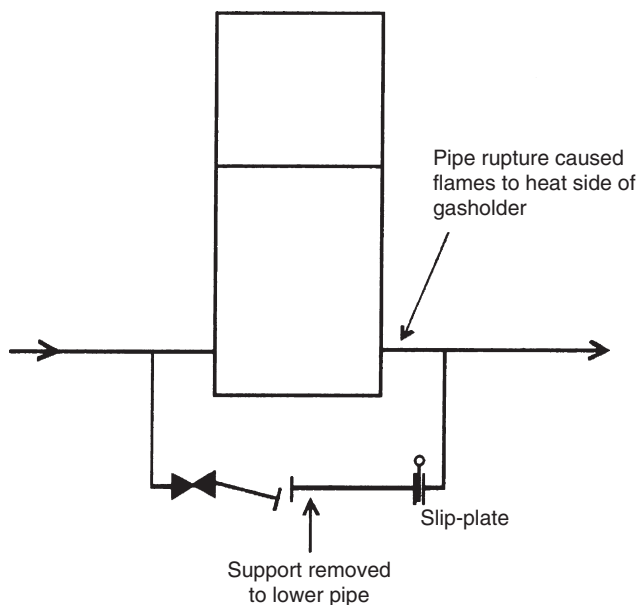 Pipe rupture caused
flames to heat side of
gasholder
Slip-plate
Support removed
to lower pipe